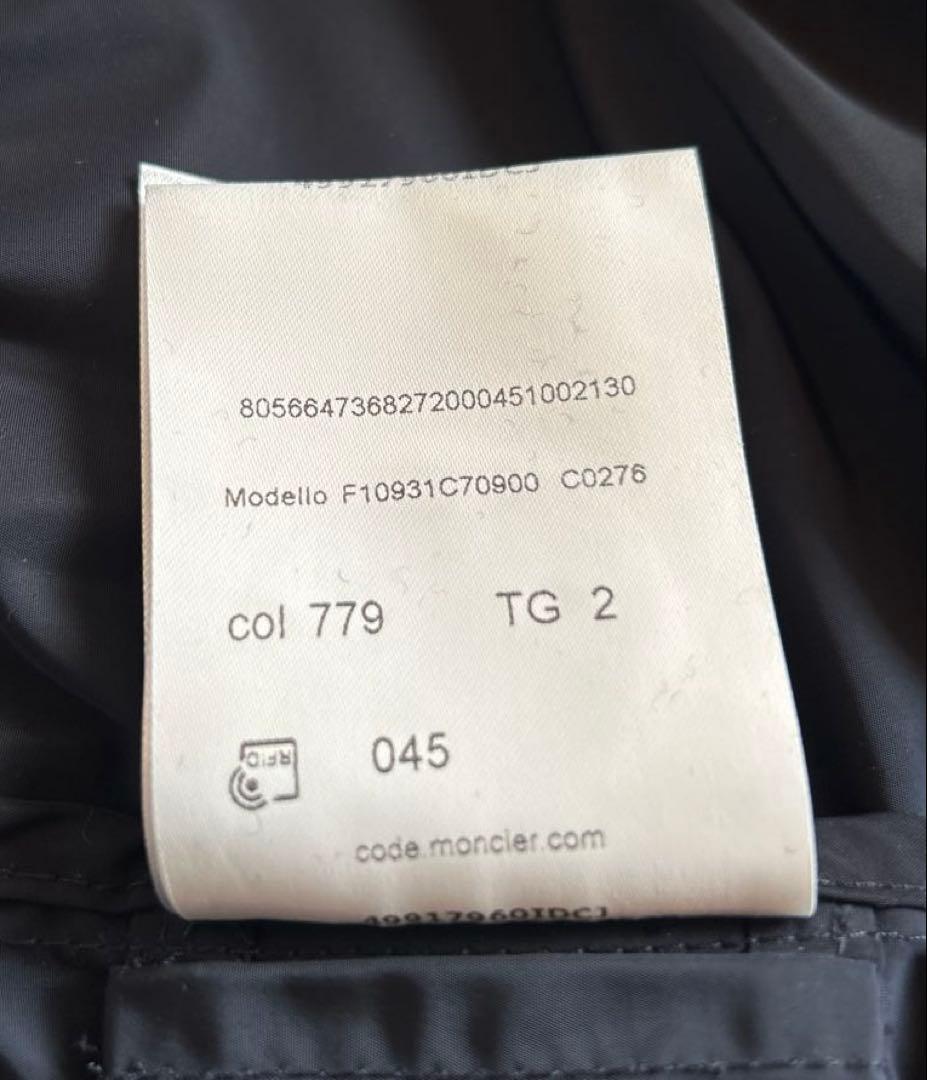 8056647368272000451002130
Modello F10931C70900 C0276
col 779 TG 2
RFID 045
code.moncler.com